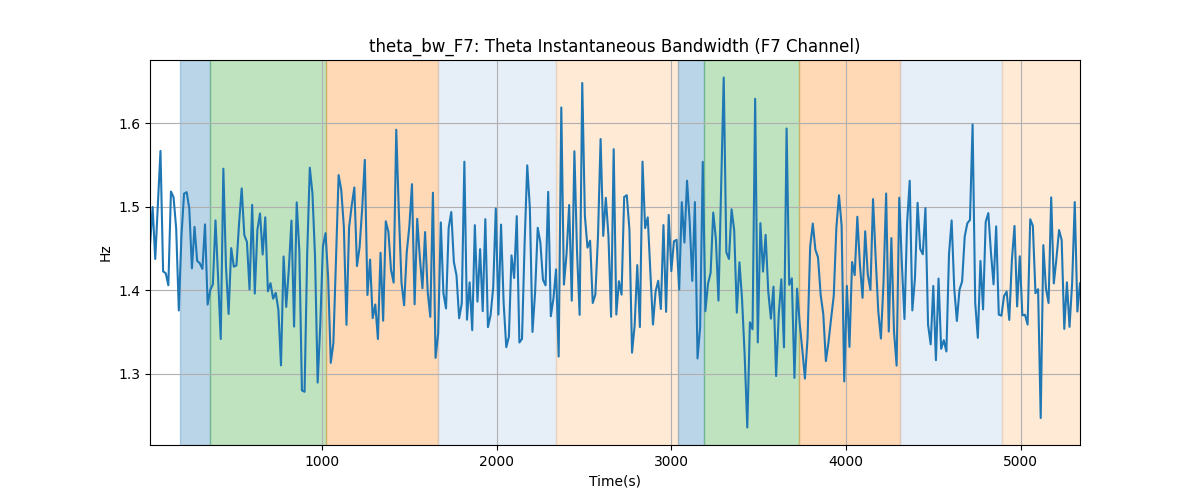 theta_bw_F7: Theta Instantaneous Bandwidth (F7 Channel)
Hz
1.6
1.5
1.4
1.3
1000 2000 3000 4000 5000
Time(s)